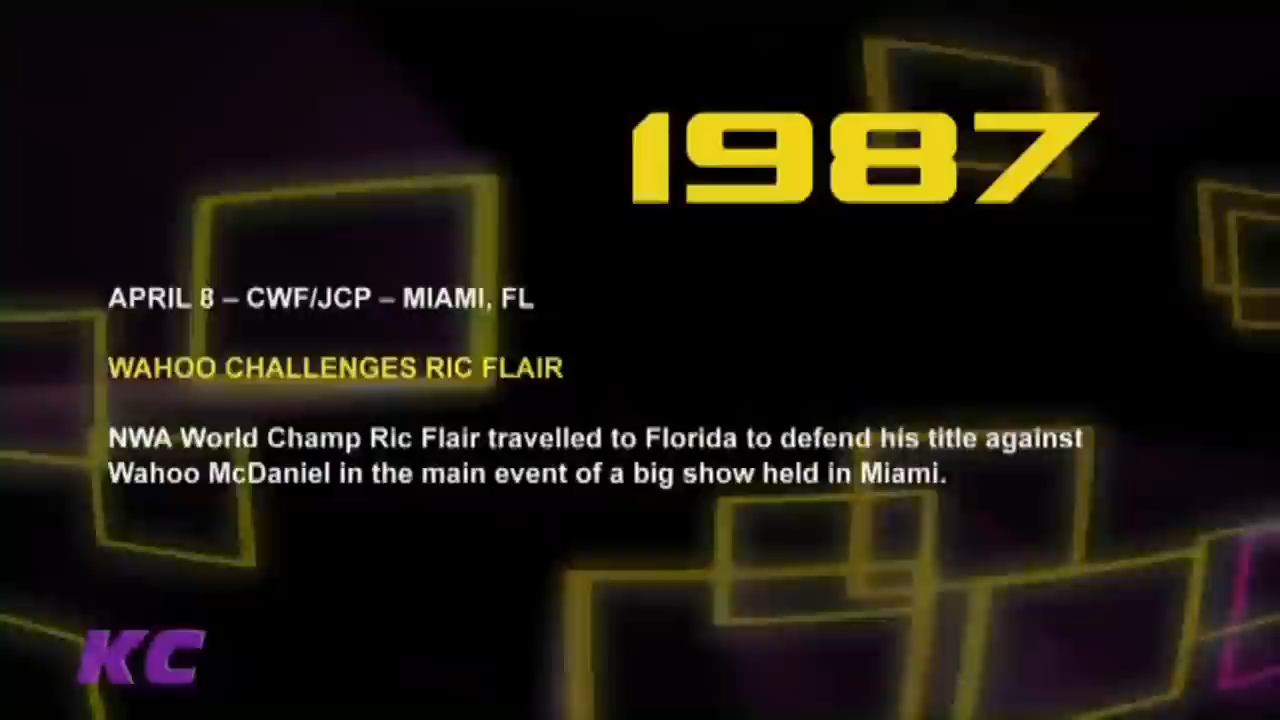 1987
APRIL 8 – CWF/JCP – MIAMI, FL
WAHOO CHALLENGES RIC FLAIR
NWA World Champ Ric Flair travelled to Florida to defend his title against
Wahoo McDaniel in the main event of a big show held in Miami.
KC